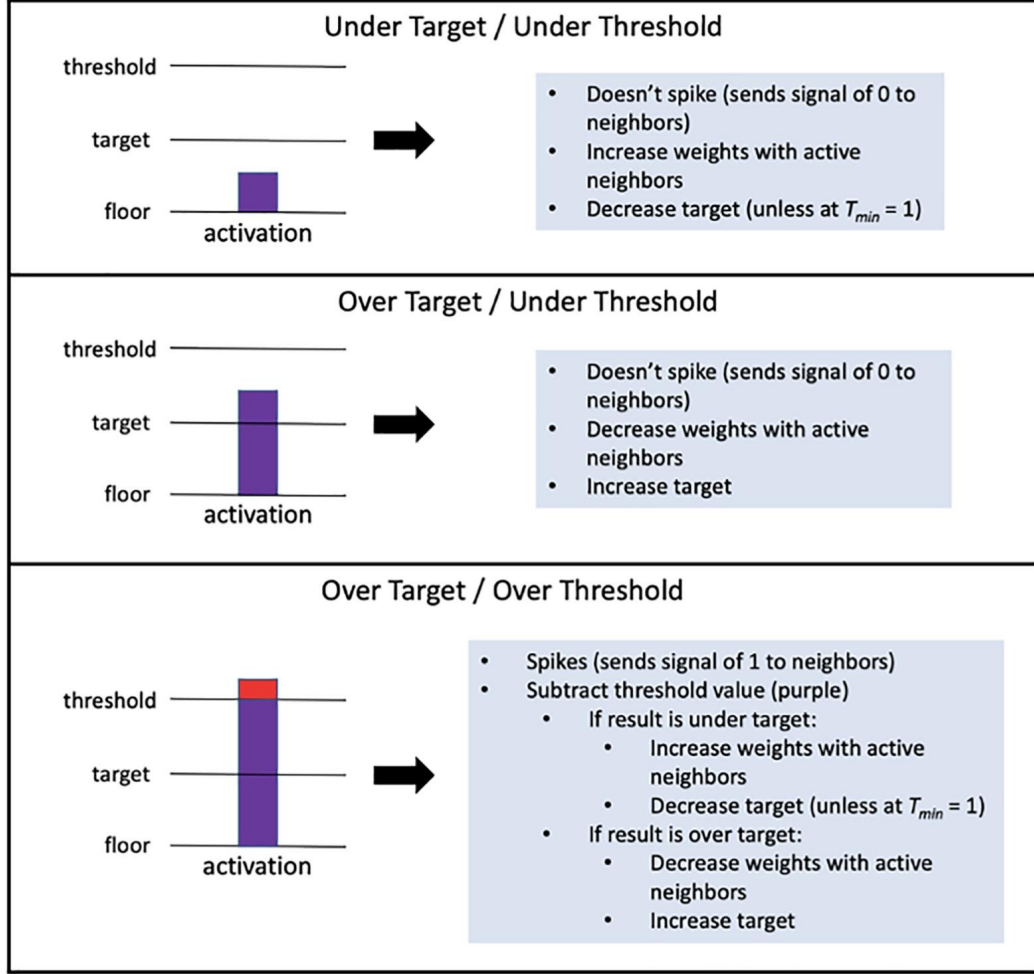 Under Target / Under Threshold
threshold
target
floor
activation
• Doesn't spike (sends signal of 0 to
neighbors)
• Increase weights with active
neighbors
• Decrease target (unless at Tmin = 1)
Over Target / Under Threshold
threshold
target
floor
activation
• Doesn't spike (sends signal of 0 to
neighbors)
• Decrease weights with active
neighbors
• Increase target
Over Target / Over Threshold
threshold
target
floor
activation
• Spikes (sends signal of 1 to neighbors)
• Subtract threshold value (purple)
• If result is under target:
• Increase weights with active
neighbors
• Decrease target (unless at Tmin = 1)
• If result is over target:
• Decrease weights with active
neighbors
• Increase target